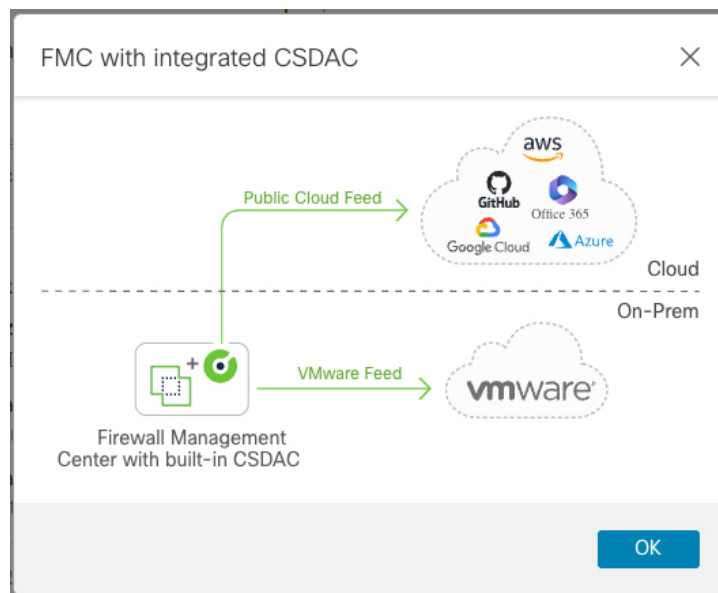 FMC with integrated CSDAC
aws
Public Cloud Feed
GitHub
Office 365
Google Cloud
Azure
Cloud
On-Prem
+
VMware Feed
vmware®
Firewall Management
Center with built-in CSDAC
OK